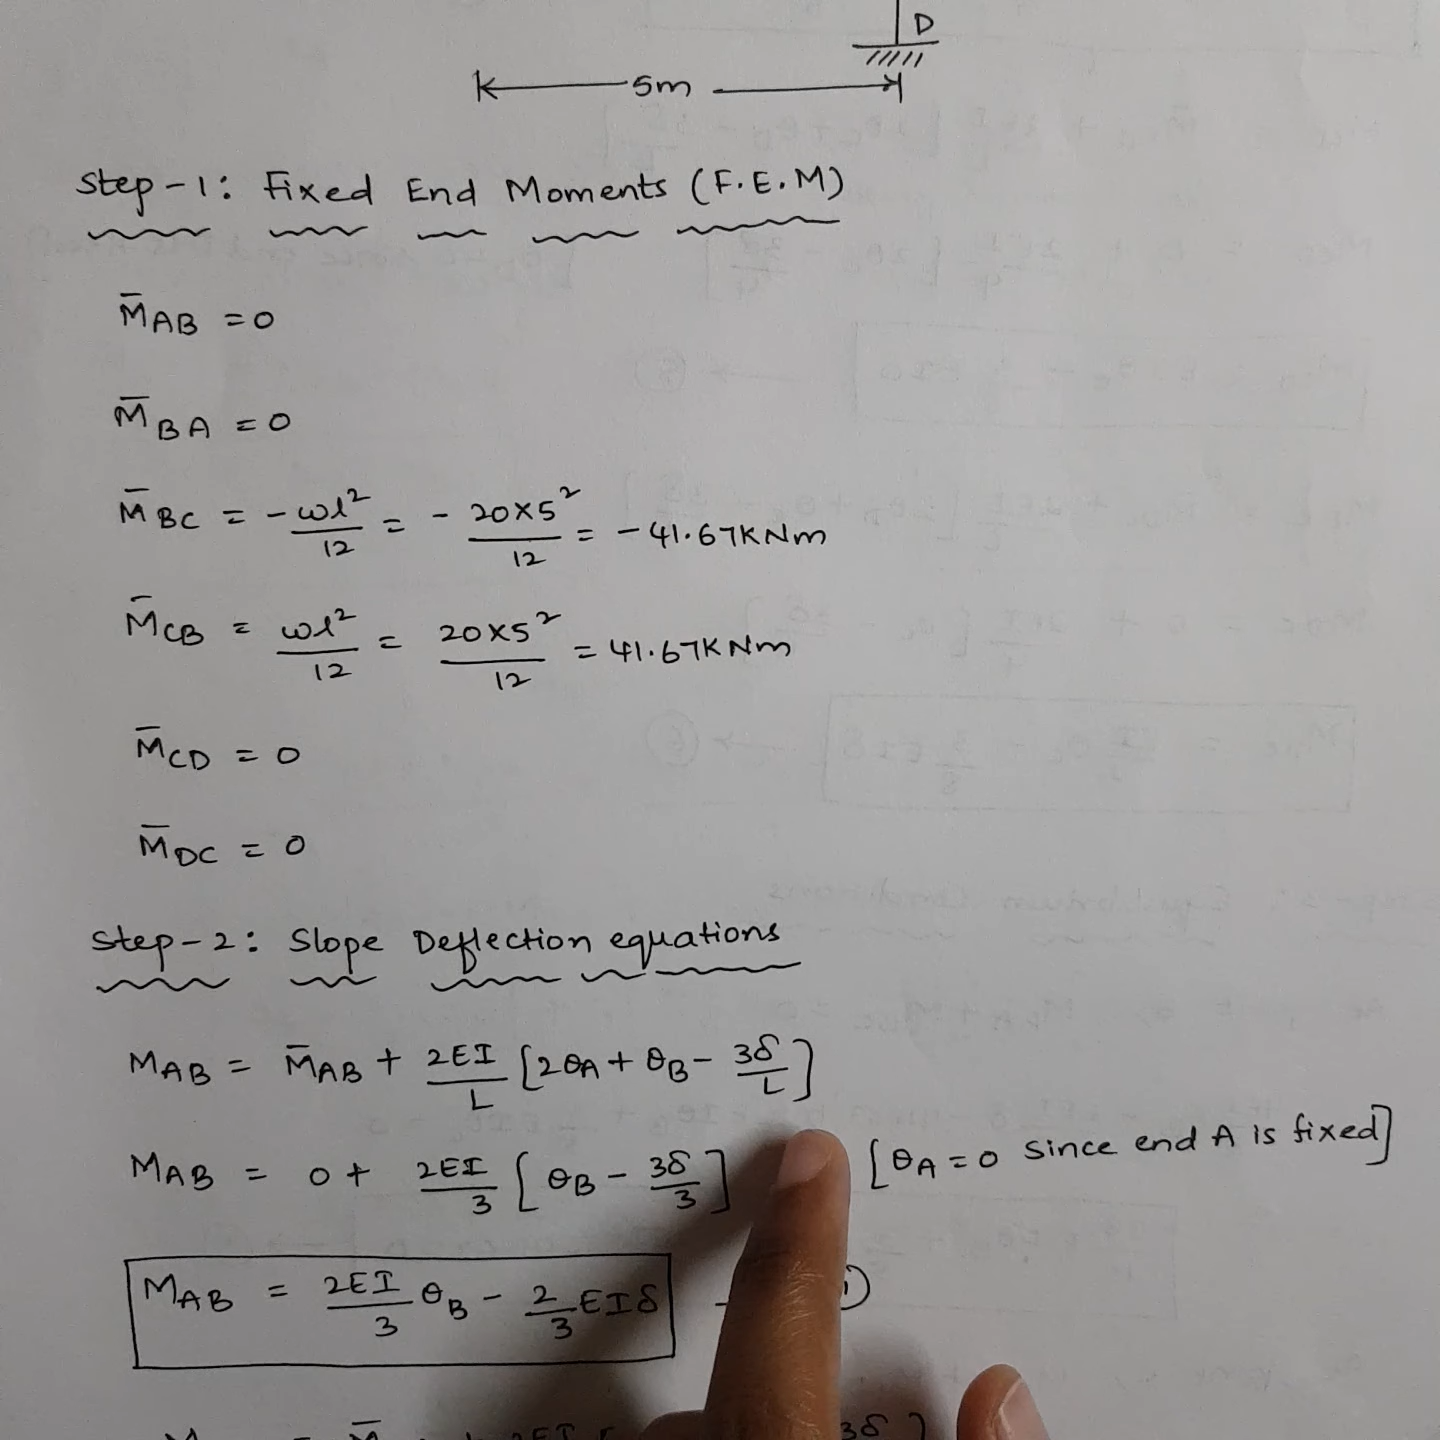 D
5m
Step-1: Fixed End Moments (F.E.M)
M̄AB = 0
M̄BA = 0
M̄BC = -ωl²/12 = - 20×5²/12 = -41.67KNm
M̄CB = ωl²/12 = 20×5²/12 = 41.67KNm
M̄CD = 0
M̄DC = 0
Step-2: Slope Deflection equations
MAB = M̄AB + 2EI/L [2θA + θB - 3δ/L]
MAB = 0 + 2EI/3 [θB - 3δ/3] [θA = 0 since end A is fixed]
MAB = 2EI/3 θB - 2/3 EIδ